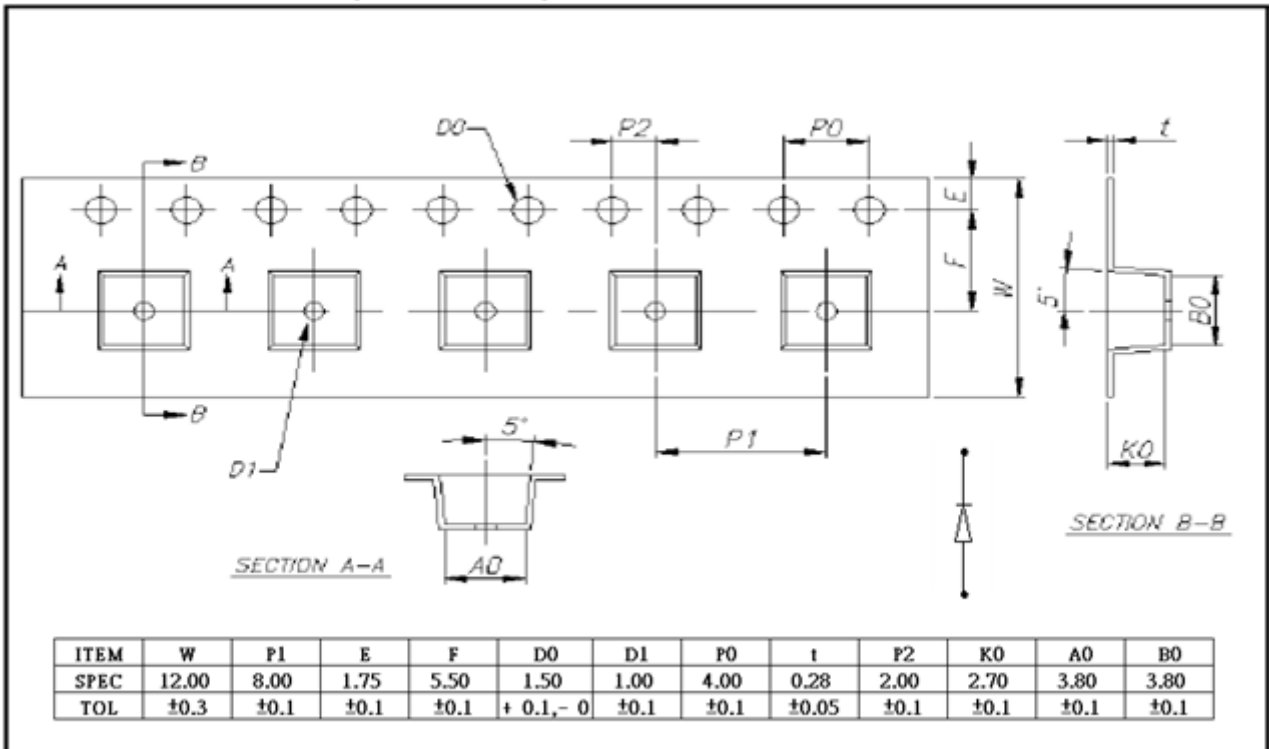 D0
P2
P0
t
B
E
A
A
F
W
5°
B0
B
D1
5°
P1
K0
SECTION A-A
A0
SECTION B-B
ITEM W P1 E F D0 D1 P0 t P2 K0 A0 B0
SPEC 12.00 8.00 1.75 5.50 1.50 1.00 4.00 0.28 2.00 2.70 3.80 3.80
TOL ±0.3 ±0.1 ±0.1 ±0.1 + 0.1,- 0 ±0.1 ±0.1 ±0.05 ±0.1 ±0.1 ±0.1 ±0.1